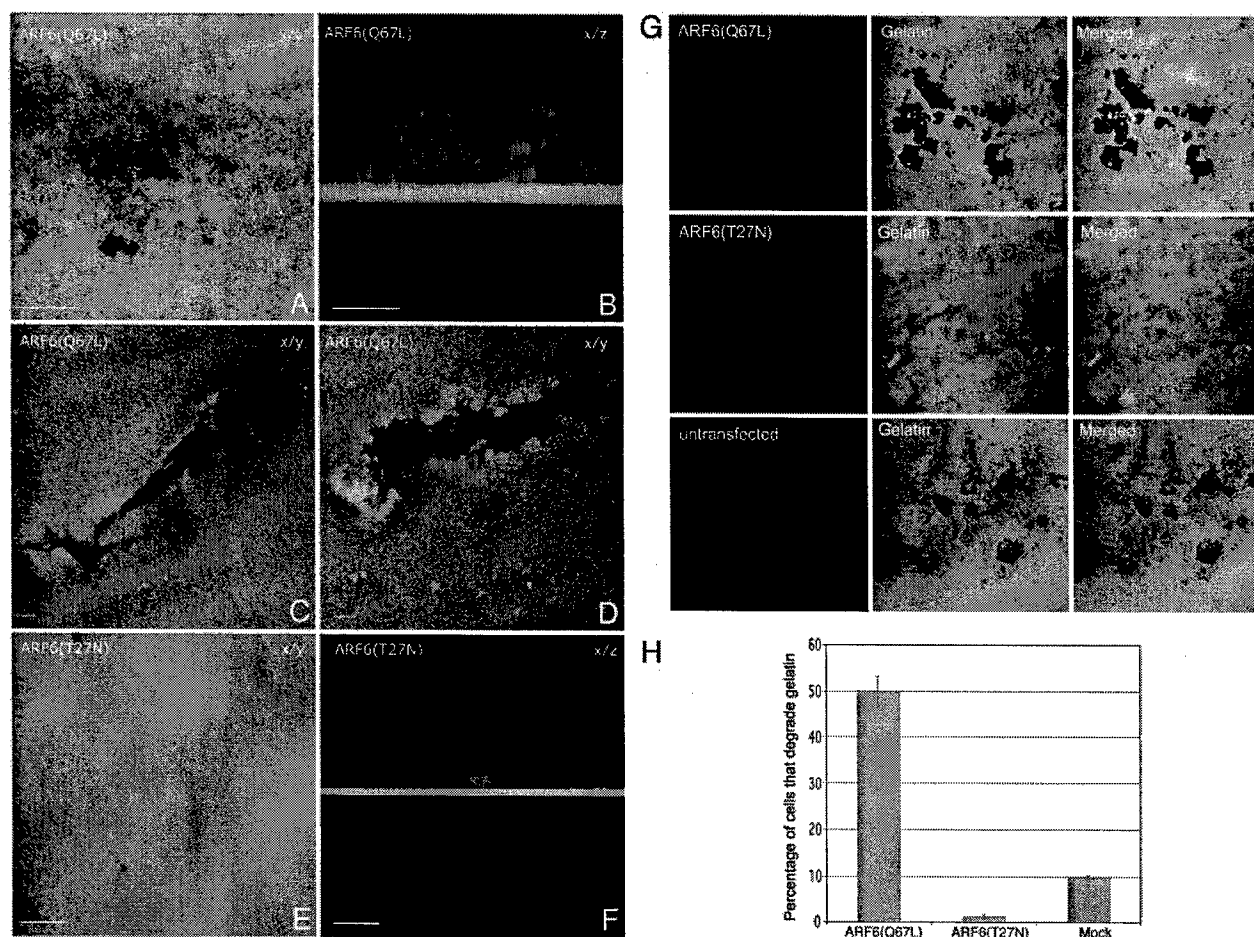 ARF6(Q67L) x/y
A
ARF6(Q67L) x/z
B
ARF6(Q67L) x/y
C
ARF6(Q67L) x/y
D
ARF6(T27N) x/y
E
ARF6(T27N) x/z
F
G
ARF6(Q67L) Gelatin Merged
ARF6(T27N) Gelatin Merged
untransfected Gelatin Merged
H
Percentage of cells that degrade gelatin
60
50
40
30
20
10
0
ARF6(Q67L) ARF6(T27N) Mock